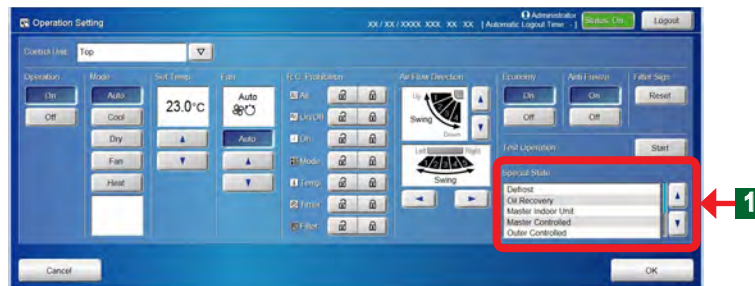 Operation Setting
XX / XX / XXXX XXX XX : XX [ Automatic Logout Time - ]
Administrator
Status: On
Logout
Control Unit Top
Operation Mode Set Temp. Fan R.C. Prohibition Air Flow Direction Economy Anti Freeze Filter Sign
On Auto 23.0°C Auto All Up Swing Down On On Reset
Off Cool On/Off Off Off
Dry Auto On Left Right Test Operation Start
Fan Mode Swing Special State
Heat Temp. Defrost
Timer Oil Recovery
Filter Master Indoor Unit
Master Controlled
Outer Controlled
1
Cancel OK